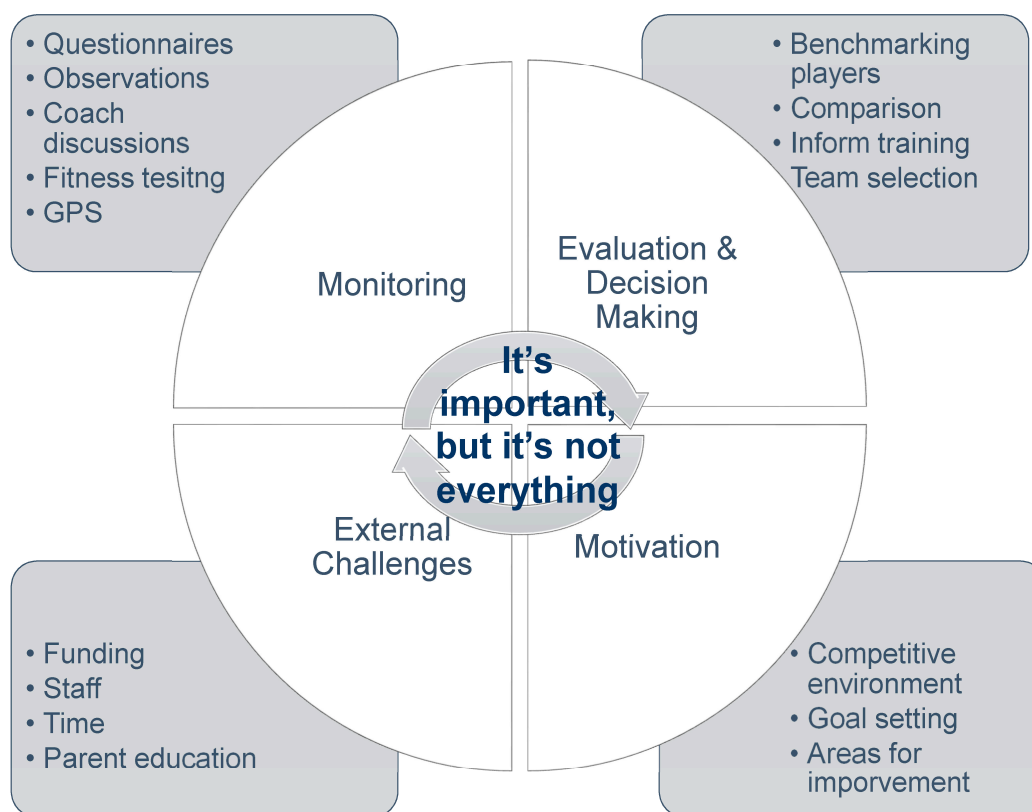 • Questionnaires
• Observations
• Coach
discussions
• Fitness tesitng
• GPS
• Benchmarking
players
• Comparison
• Inform training
Team selection
Monitoring
Evaluation &
Decision
Making
It's
important,
but it's not
everything
External
Challenges
Motivation
• Funding
• Staff
• Time
• Parent education
• Competitive
environment
• Goal setting
• Areas for
imporvement